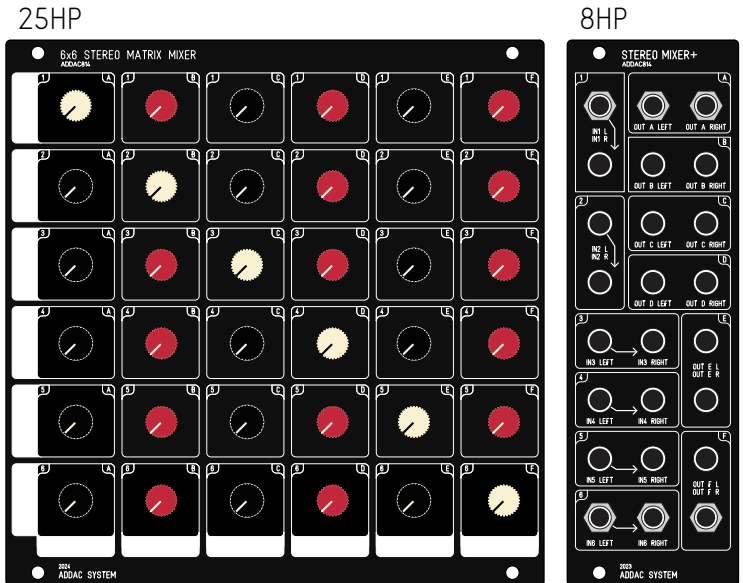 25HP
8HP
6x6 STEREO MATRIX MIXER
ADDAC814
1 A 1 B 1 C 1 D 1 E 1 F
2 A 2 B 2 C 2 D 2 E 2 F
3 A 3 B 3 C 3 D 3 E 3 F
4 A 4 B 4 C 4 D 4 E 4 F
5 A 5 B 5 C 5 D 5 E 5 F
6 A 6 B 6 C 6 D 6 E 6 F
2024
ADDAC SYSTEM
STEREO MIXER+
ADDAC814
1
IN1 L
IN1 R
A
OUT A LEFT OUT A RIGHT
B
OUT B LEFT OUT B RIGHT
2
IN2 L
IN2 R
C
OUT C LEFT OUT C RIGHT
D
OUT D LEFT OUT D RIGHT
3
IN3 LEFT IN3 RIGHT
E
OUT E L
OUT E R
4
IN4 LEFT IN4 RIGHT
5
IN5 LEFT IN5 RIGHT
F
OUT F L
OUT F R
6
IN6 LEFT IN6 RIGHT
2023
ADDAC SYSTEM